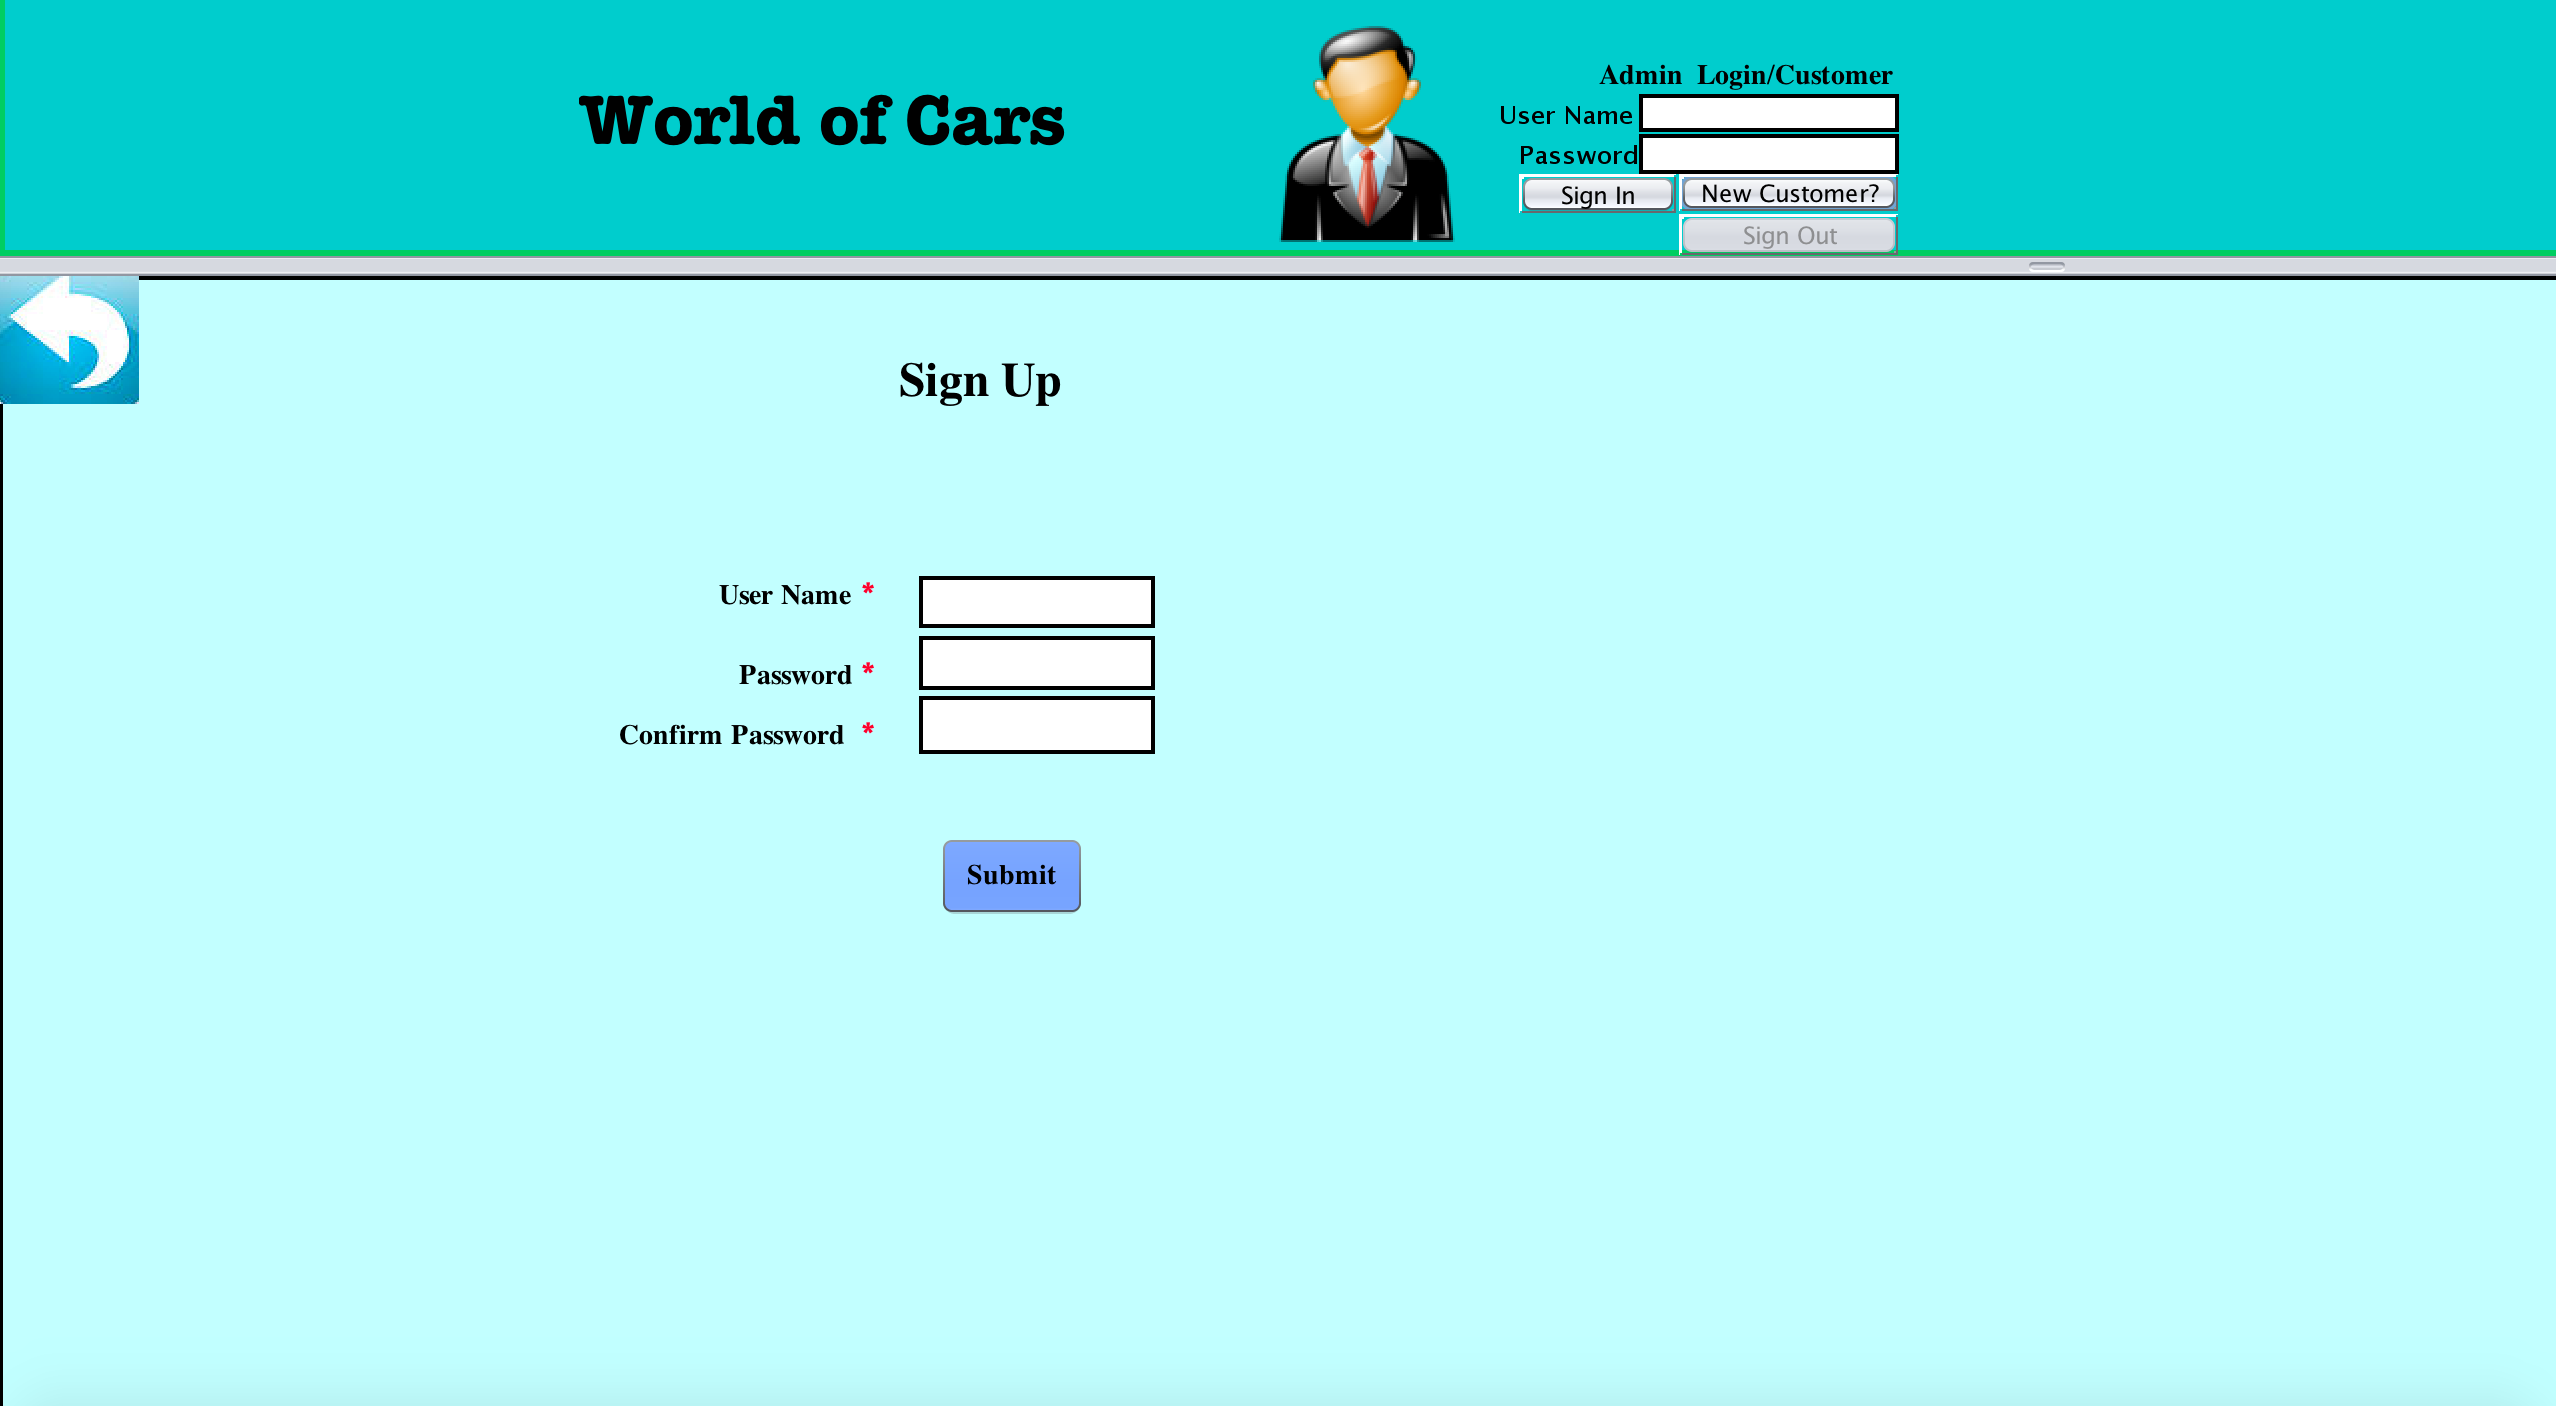 World of Cars
Admin Login/Customer
User Name
Password
Sign In New Customer?
Sign Out
Sign Up
User Name *
Password *
Confirm Password *
Submit